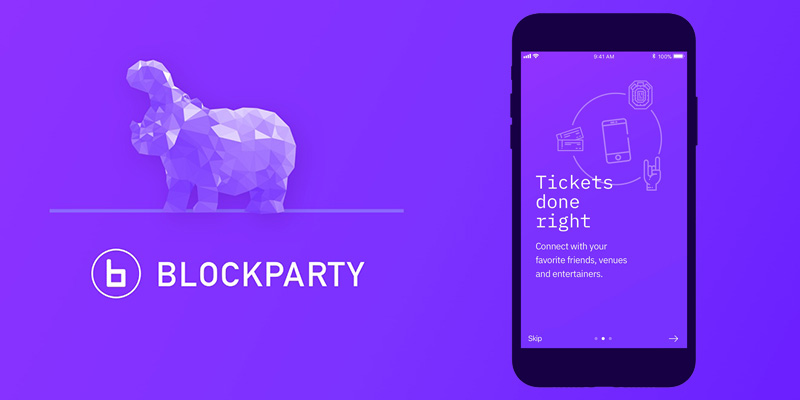 b BLOCKPARTY
9:41 AM
100%
Tickets
done
right
Connect with your
favorite friends, venues
and entertainers.
Skip